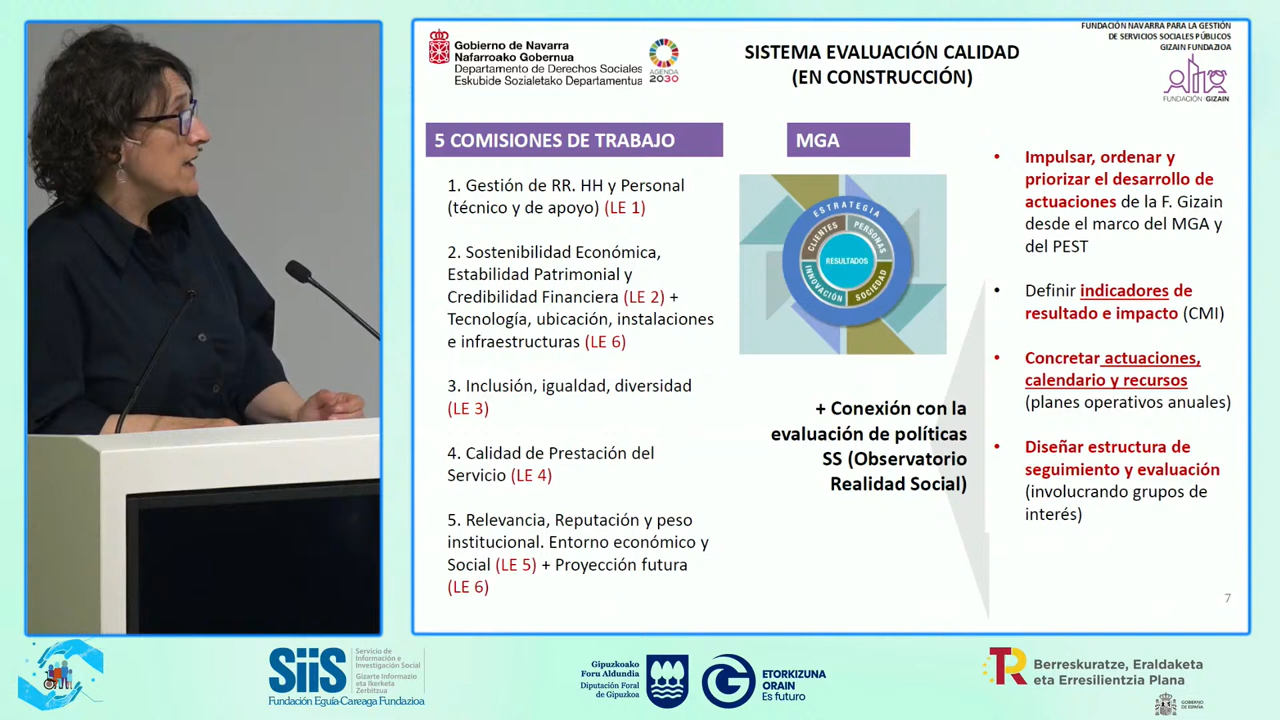 Gobierno de Navarra
Nafarroako Gobernua
Departamento de Derechos Sociales
Eskubide Sozialetako Departamentua
AGENDA
2030
SISTEMA EVALUACIÓN CALIDAD
(EN CONSTRUCCIÓN)
FUNDACIÓN NAVARRA PARA LA GESTIÓN
DE SERVICIOS SOCIALES PÚBLICOS
GIZAIN FUNDAZIOA
FUNDACIÓN GIZAIN
5 COMISIONES DE TRABAJO
1. Gestión de RR. HH y Personal
(técnico y de apoyo) (LE 1)
2. Sostenibilidad Económica,
Estabilidad Patrimonial y
Credibilidad Financiera (LE 2) +
Tecnología, ubicación, instalaciones
e infraestructuras (LE 6)
3. Inclusión, igualdad, diversidad
(LE 3)
4. Calidad de Prestación del
Servicio (LE 4)
5. Relevancia, Reputación y peso
institucional. Entorno económico y
Social (LE 5) + Proyección futura
(LE 6)
MGA
ESTRATEGIA
CLIENTES
PERSONAS
RESULTADOS
INNOVACIÓN
SOCIEDAD
+ Conexión con la
evaluación de políticas
SS (Observatorio
Realidad Social)
• Impulsar, ordenar y
priorizar el desarrollo de
actuaciones de la F. Gizain
desde el marco del MGA y
del PEST
• Definir indicadores de
resultado e impacto (CMI)
• Concretar actuaciones,
calendario y recursos
(planes operativos anuales)
• Diseñar estructura de
seguimiento y evaluación
(involucrando grupos de
interés)
7
SiiS
Servicio de
Información e
Investigación Social
Gizarte Informazio
eta Ikerketa
Zerbitzua
Fundación Eguía-Careaga Fundazioa
Gipuzkoako
Foru Aldundia
Diputación Foral
de Gipuzkoa
ETORKIZUNA
ORAIN
Es futuro
Berreskuratze, Eraldaketa
eta Erresilientzia Plana
GOBIERNO
DE ESPAÑA